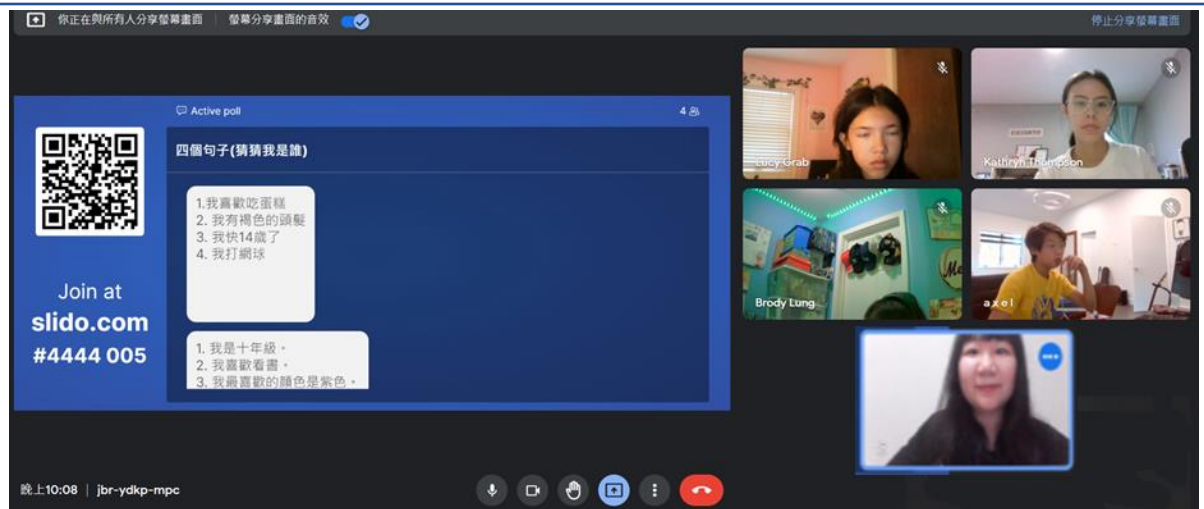 你正在與所有人分享螢幕畫面
螢幕分享畫面的音效
停止分享螢幕畫面
Active poll
4
四個句子(猜猜我是誰)
1.我喜歡吃蛋糕
2. 我有褐色的頭髮
3. 我快14歲了
4. 我打網球
1. 我是十年級。
2. 我喜歡看書。
3. 我最喜歡的顏色是紫色。
Join at
slido.com
#4444 005
Lucy Grab
Kathryn Thompson
Brody Lung
axel
晚上10:08 | jbr-ydkp-mpc